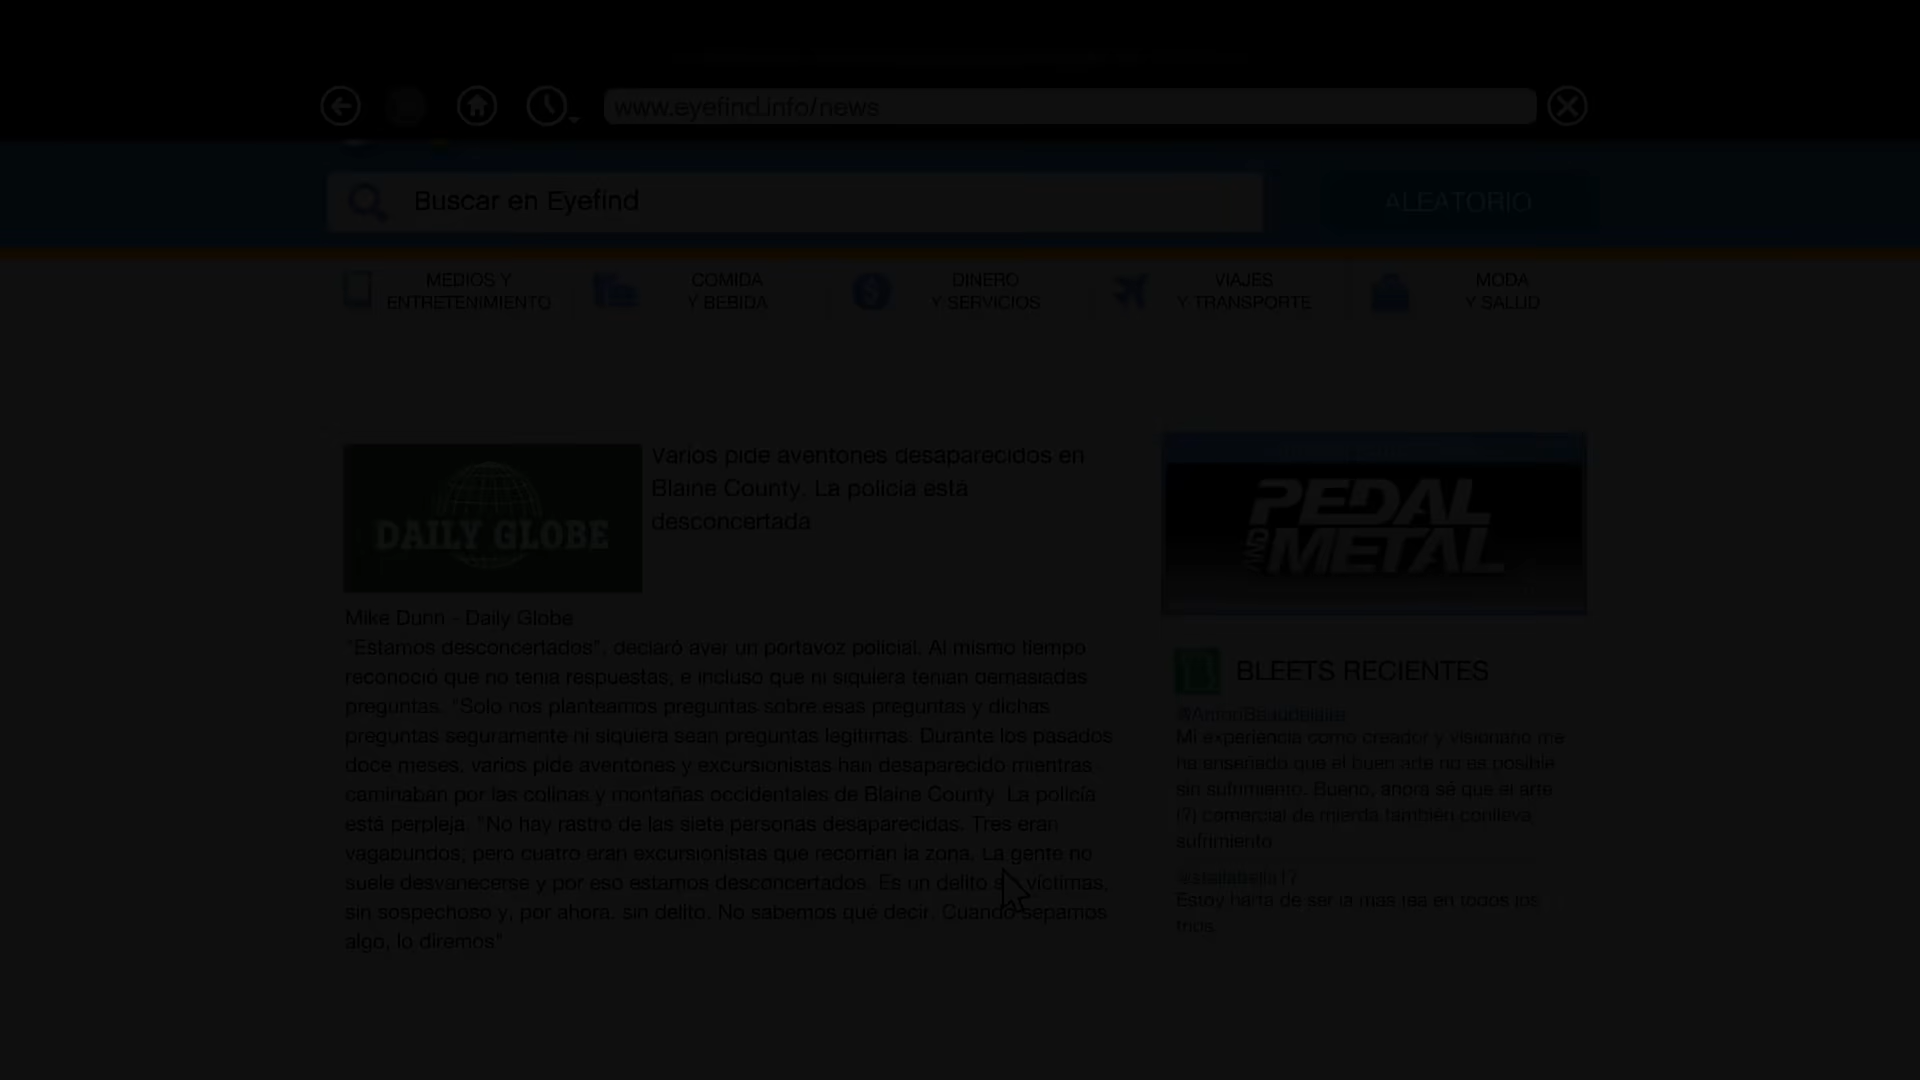 www.eyefind.info/news
Buscar en Eyefind
ALEATORIO
MEDIOS Y
ENTRETENIMIENTO
COMIDA
Y BEBIDA
DINERO
Y SERVICIOS
VIAJES
Y TRANSPORTE
MODA
Y SALUD
DAILY GLOBE
Varios pide aventones desaparecidos en
Blaine County. La policía está
desconcertada
Mike Dunn - Daily Globe
"Estamos desconcertados", declaró ayer un portavoz policial. Al mismo tiempo
reconoció que no tenía respuestas, e incluso que ni siquiera tenían demasiadas
preguntas. "Solo nos planteamos preguntas sobre esas preguntas y dichas
preguntas seguramente ni siquiera sean preguntas legítimas. Durante los pasados
doce meses, varios pide aventones y excursionistas han desaparecido mientras
caminaban por las colinas y montañas occidentales de Blaine County. La policía
está perpleja. "No hay rastro de las siete personas desaparecidas. Tres eran
vagabundos, pero cuatro eran excursionistas que recorrían la zona. La gente no
suele desvanecerse y por eso estamos desconcertados. Es un delito víctimas,
sin sospechoso y, por ahora, sin delito. No sabemos qué decir. Cuando sepamos
algo, lo diremos"
PEDAL
AND
METAL
BLEETS RECIENTES
Mi experiencia como creador y visionario me
ha enseñado que el buen arte no es posible
sin sufrimiento. Bueno, ahora sé que el arte
(?) comercial de mierda también conlleva
sufrimiento
Estoy harta de ser la más fea en todos los
tríos.